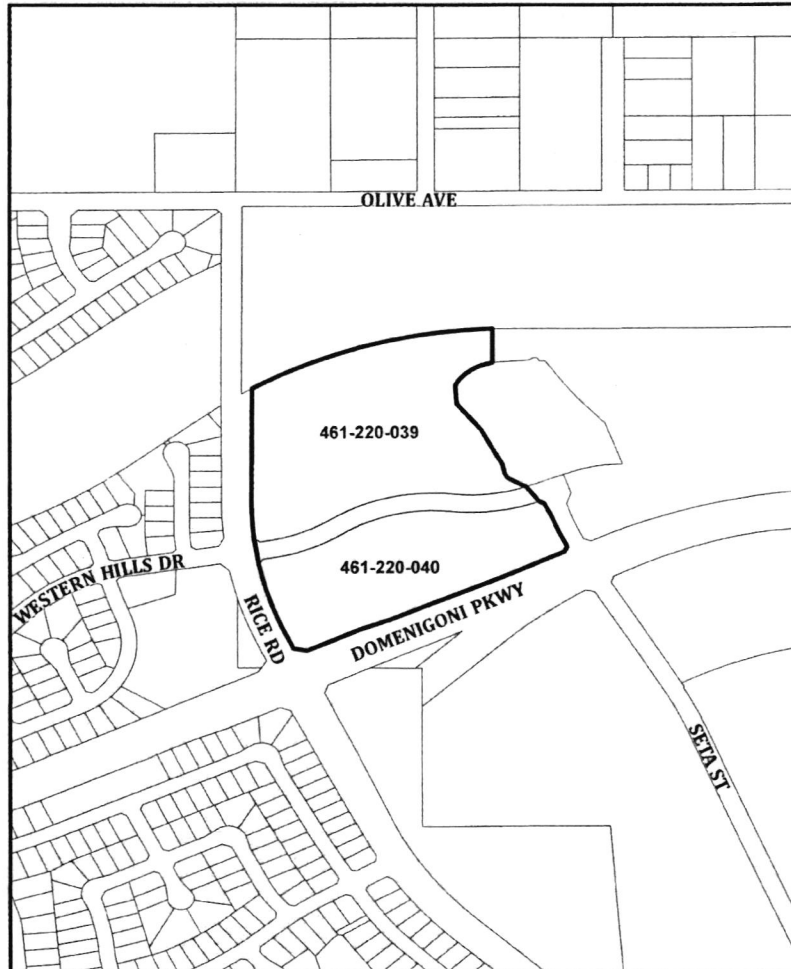 OLIVE AVE
461-220-039
461-220-040
WESTERN HILLS DR
RICE RD
DOMENIGONI PKWY
SETA ST